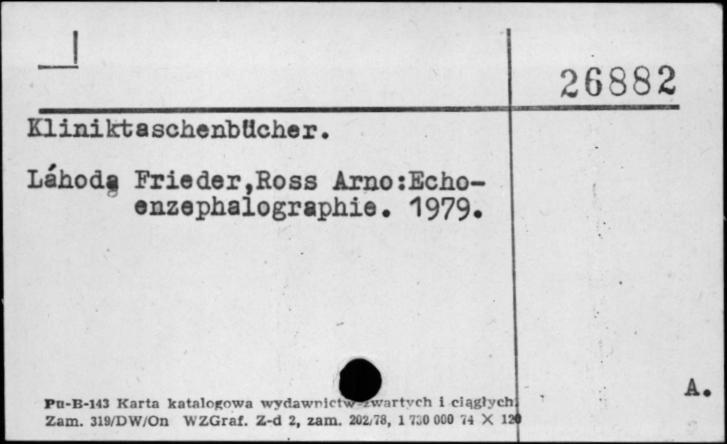 26882
Kliniktaschenbücher.
Láhoda Frieder,Ross Arno:Echo-
enzephalographie. 1979.
A.
Pu-B-143 Karta katalogowa wydawnictw zwartych i ciągłych.
Zam. 319/DW/On WZGraf. Z-d 2, zam. 202/78, 1 730 000 74 X 120